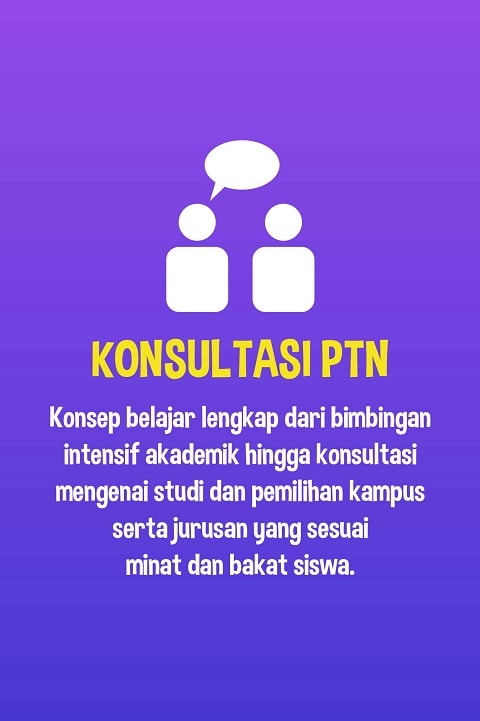 KONSULTASI PTN
Konsep belajar lengkap dari bimbingan
intensif akademik hingga konsultasi
mengenai studi dan pemilihan kampus
serta jurusan yang sesuai
minat dan bakat siswa.